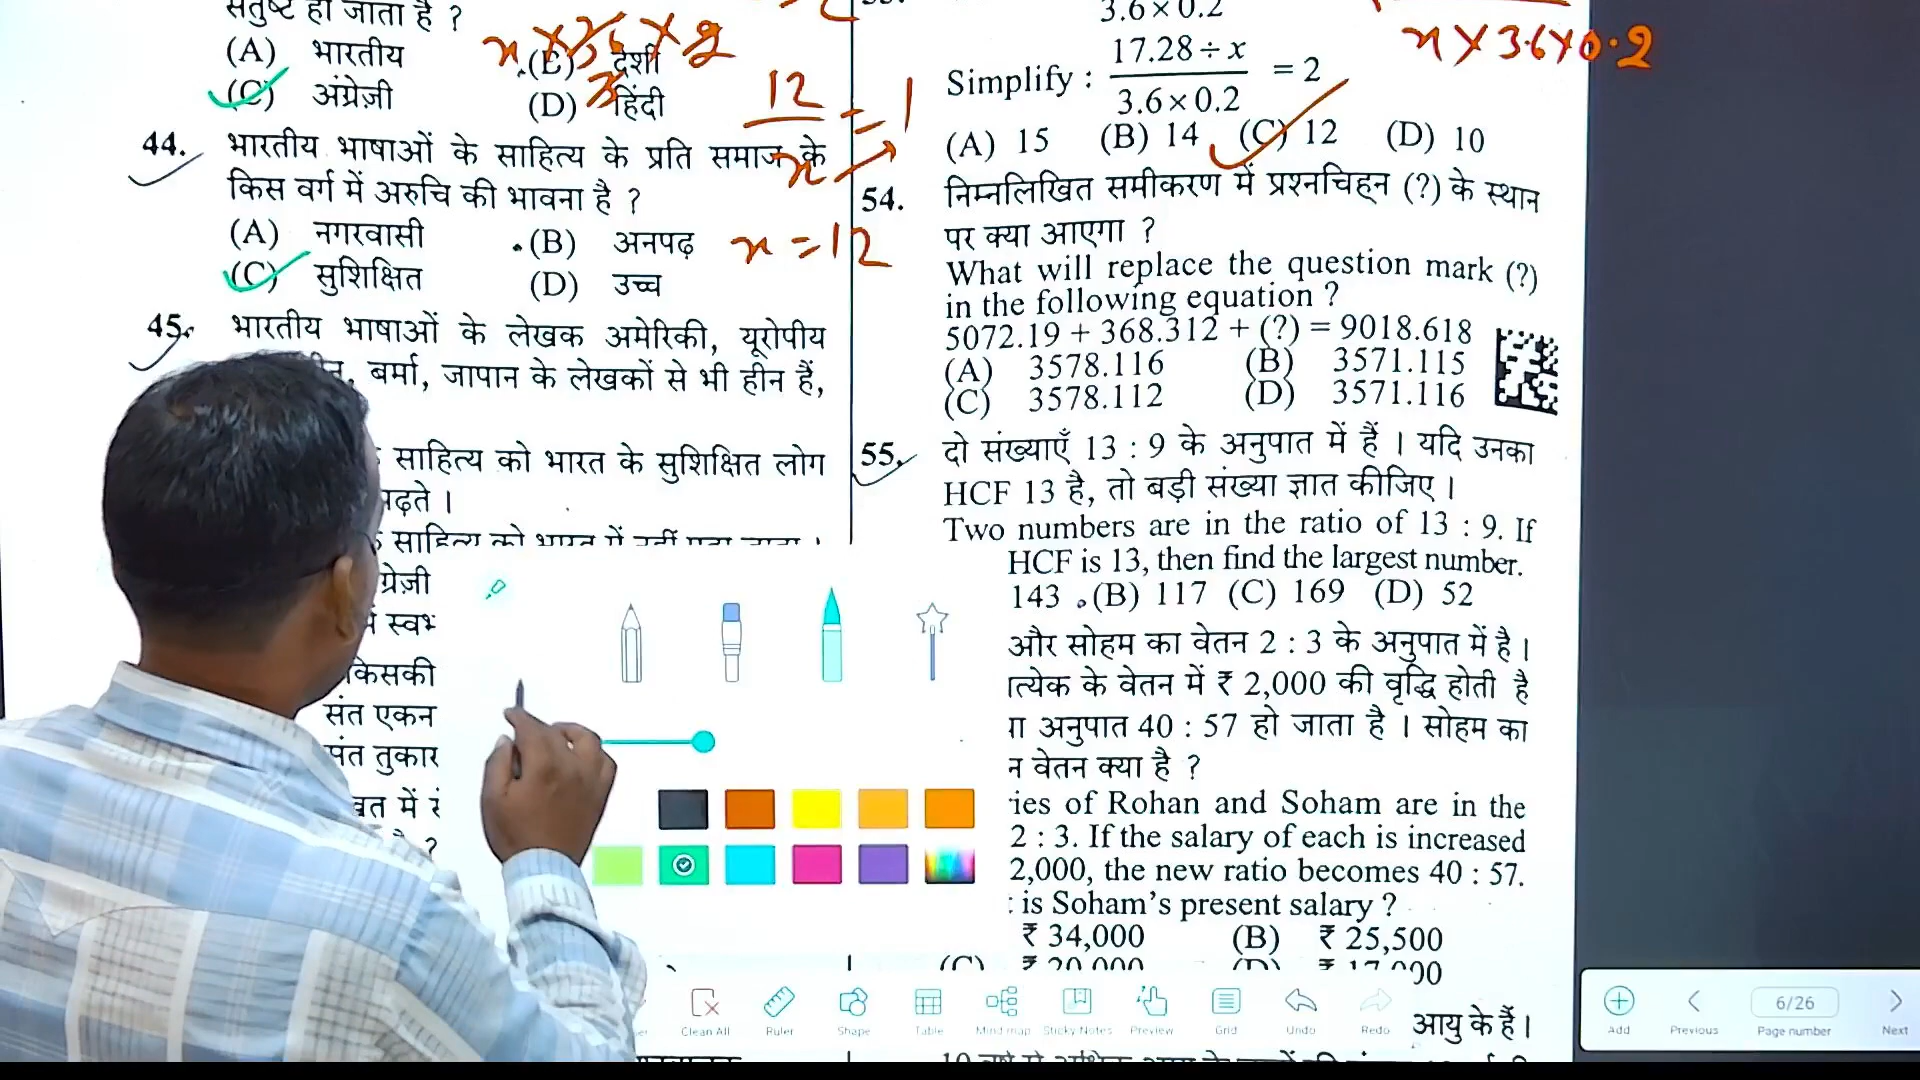 संतुष्ट हो जाता है ?
(A) भारतीय
देशी
(C) अंग्रेज़ी
(D) हिंदी
44. भारतीय भाषाओं के साहित्य के प्रति समाज के
किस वर्ग में अरुचि की भावना है ?
(A) नगरवासी
(B) अनपढ़
(C) सुशिक्षित
(D) उच्च
45. भारतीय भाषाओं के लेखक अमेरिकी, यूरोपीय
बर्मा, जापान के लेखकों से भी हीन हैं,
साहित्य को भारत के सुशिक्षित लोग
पढ़ते ।
साहित्य को भारत में नहीं पढ़ा जाता ।
ग्रेज़ी
किसकी
संत एकन
संत तुकार
है ?
12
= 1
x
x = 12
3.6 × 0.2
x × 3.6 × 0.2
Simplify : 17.28 ÷ x
3.6 × 0.2
= 2
(A) 15 (B) 14 (C) 12 (D) 10
54. निम्नलिखित समीकरण में प्रश्नचिह्न (?) के स्थान
पर क्या आएगा ?
What will replace the question mark (?)
in the following equation ?
5072.19 + 368.312 + (?) = 9018.618
(A) 3578.116 (B) 3571.115
(C) 3578.112 (D) 3571.116
55. दो संख्याएँ 13 : 9 के अनुपात में हैं । यदि उनका
HCF 13 है, तो बड़ी संख्या ज्ञात कीजिए ।
Two numbers are in the ratio of 13 : 9. If
HCF is 13, then find the largest number.
143 (B) 117 (C) 169 (D) 52
और सोहम का वेतन 2 : 3 के अनुपात में है ।
त्येक के वेतन में ₹ 2,000 की वृद्धि होती है
अनुपात 40 : 57 हो जाता है । सोहम का
न वेतन क्या है ?
ies of Rohan and Soham are in the
2 : 3. If the salary of each is increased
2,000, the new ratio becomes 40 : 57.
is Soham's present salary ?
₹ 34,000 (B) ₹ 25,500
(C) ₹ 20,000 (D)
आयु के हैं ।
Clean All Ruler Shape Table Mind map Sticky Notes Preview Grid Undo Redo
Add Previous 6/26 Page number Next